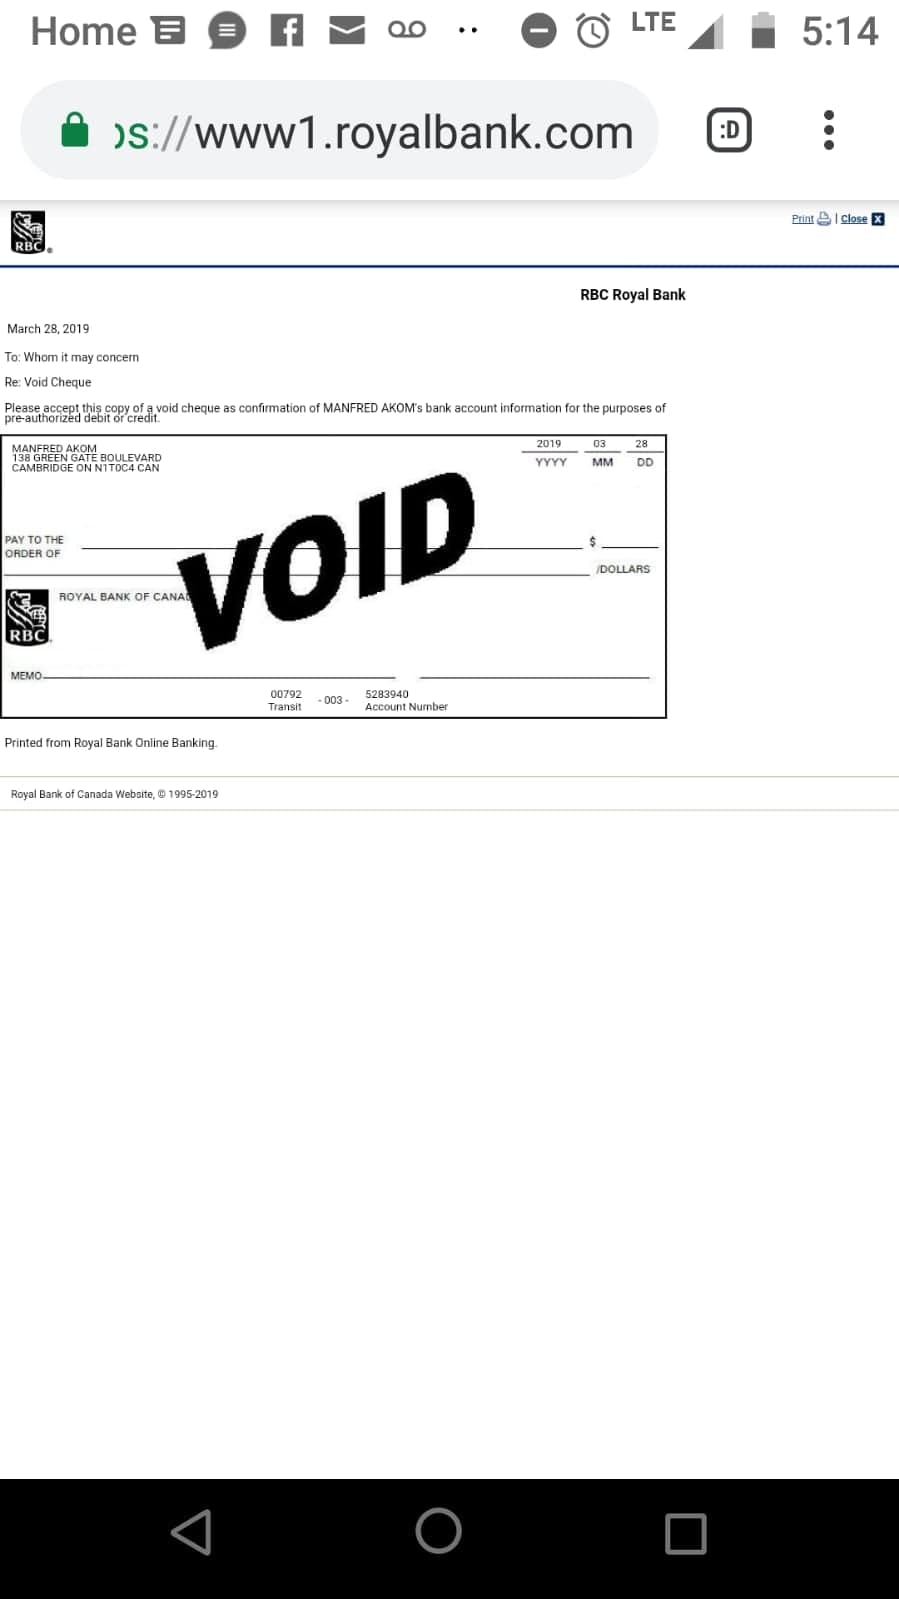 Home LTE 5:14
ps://www1.royalbank.com :D
RBC ®
Print | Close X
RBC Royal Bank
March 28, 2019
To: Whom it may concern
Re: Void Cheque
Please accept this copy of a void cheque as confirmation of MANFRED AKOM's bank account information for the purposes of
pre-authorized debit or credit.
MANFRED AKOM
138 GREEN GATE BOULEVARD
CAMBRIDGE ON N1T0C4 CAN
2019 03 28
YYYY MM DD
VOID
PAY TO THE
ORDER OF
$
/DOLLARS
ROYAL BANK OF CANAD
RBC
MEMO
00792 - 003 - 5283940
Transit Account Number
Printed from Royal Bank Online Banking.
Royal Bank of Canada Website, © 1995-2019